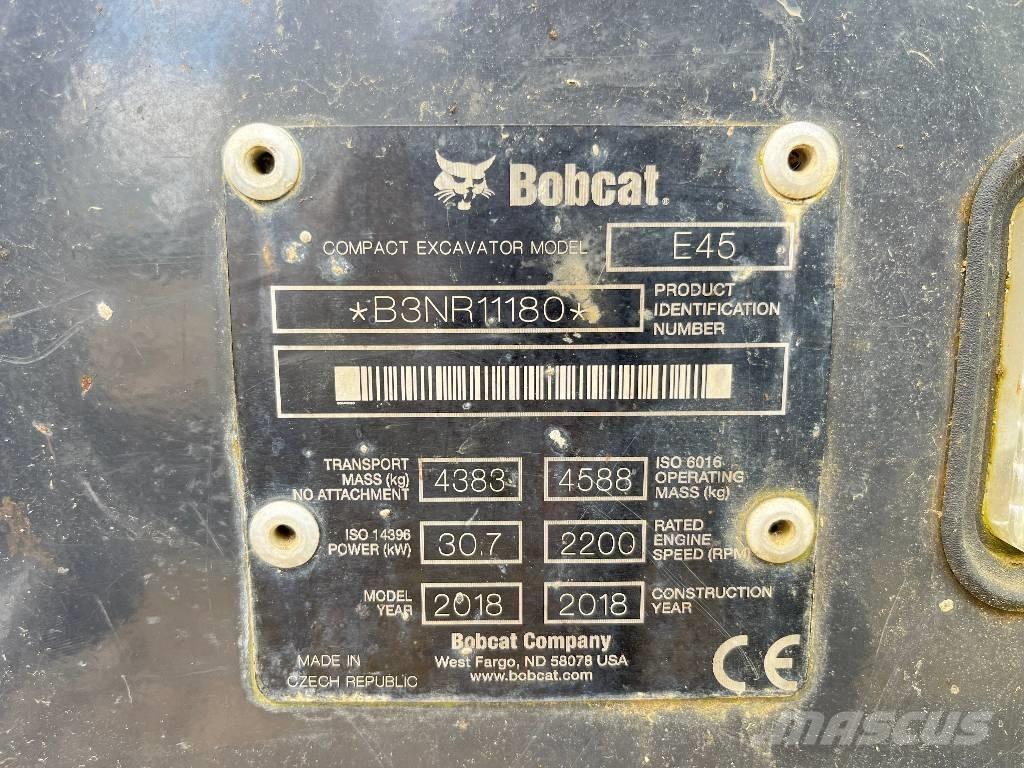 Bobcat®
COMPACT EXCAVATOR MODEL E45
*B3NR11180* PRODUCT
IDENTIFICATION
NUMBER
TRANSPORT
MASS (kg)
NO ATTACHMENT
4383
4588
ISO 6016
OPERATING
MASS (kg)
ISO 14396
POWER (kW)
30.7
2200
RATED
ENGINE
SPEED (RPM)
MODEL
YEAR
2018
2018
CONSTRUCTION
YEAR
Bobcat Company
West Fargo, ND 58078 USA
www.bobcat.com
MADE IN
CZECH REPUBLIC
CE
MASCUS